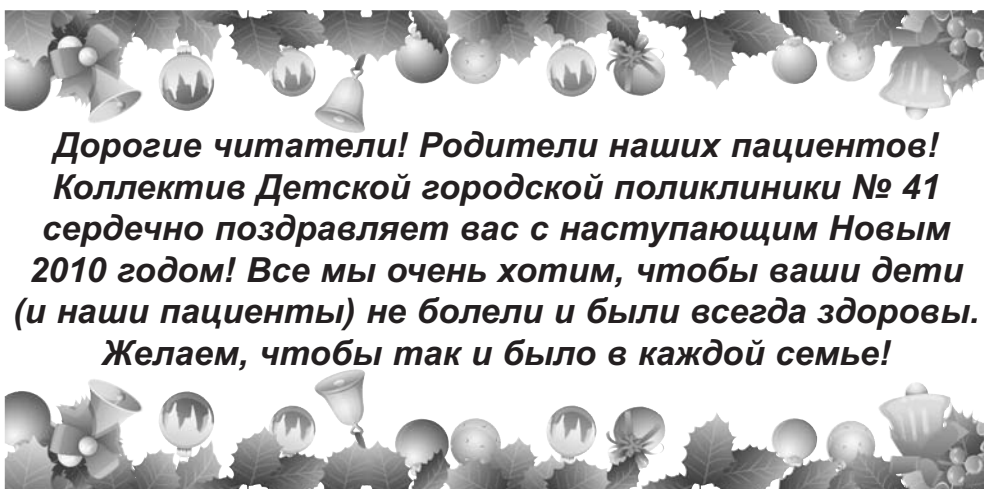 Дорогие читатели! Родители наших пациентов!
Коллектив Детской городской поликлиники № 41
сердечно поздравляет вас с наступающим Новым
2010 годом! Все мы очень хотим, чтобы ваши дети
(и наши пациенты) не болели и были всегда здоровы.
Желаем, чтобы так и было в каждой семье!